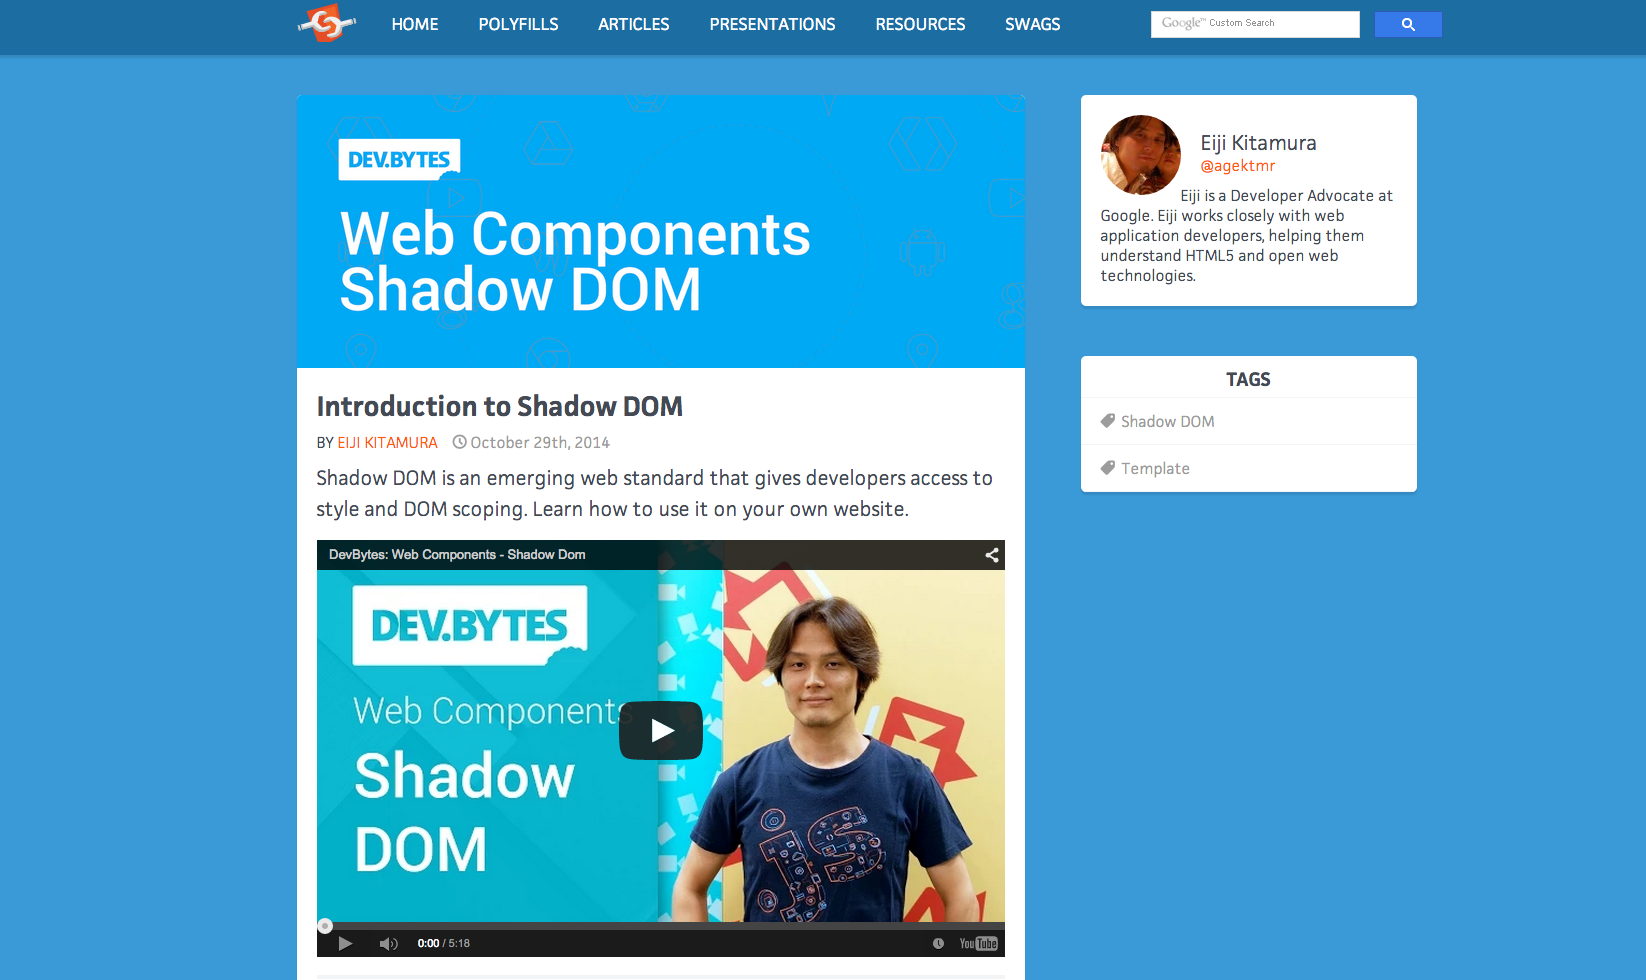 HOME POLYFILLS ARTICLES PRESENTATIONS RESOURCES SWAGS
Google™ Custom Search
DEV.BYTES
Web Components
Shadow DOM
Introduction to Shadow DOM
BY EIJI KITAMURA October 29th, 2014
Shadow DOM is an emerging web standard that gives developers access to
style and DOM scoping. Learn how to use it on your own website.
DevBytes: Web Components - Shadow Dom
DEV.BYTES
Web Components
Shadow
DOM
JS
0:00 / 5:18
YouTube
Eiji Kitamura
@agektmr
Eiji is a Developer Advocate at
Google. Eiji works closely with web
application developers, helping them
understand HTML5 and open web
technologies.
TAGS
Shadow DOM
Template